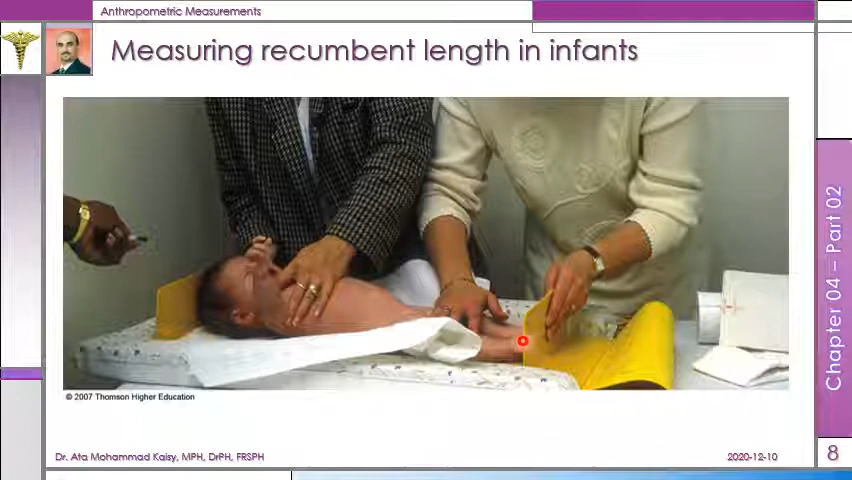 Anthropometric Measurements
Measuring recumbent length in infants
© 2007 Thomson Higher Education
Chapter 04 – Part 02
Dr. Ata Mohammad Kaisy, MPH, DrPH, FRSPH
2020-12-10
8